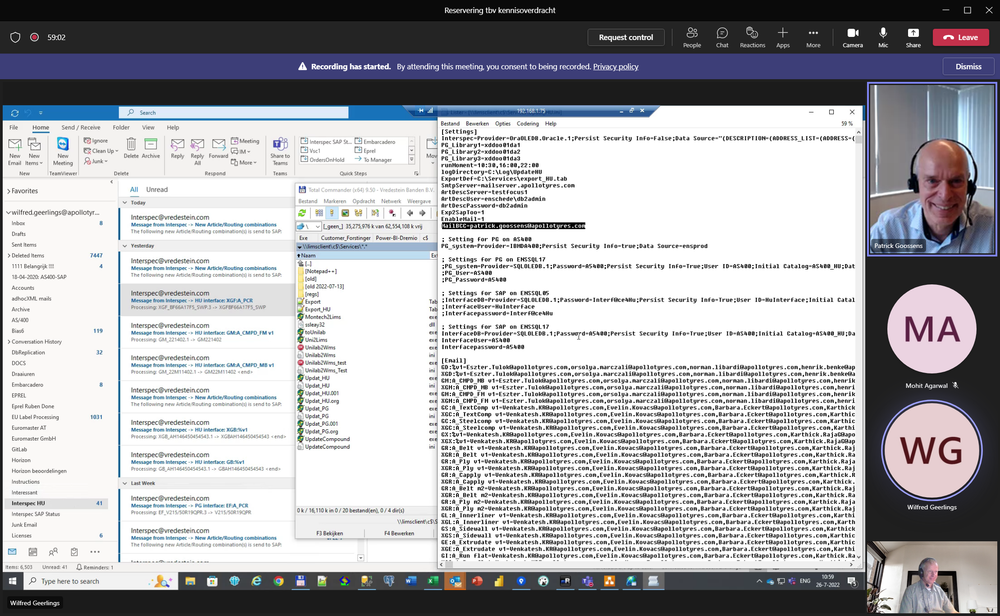 Reservering tbv kennisoverdracht
59:02
Request control
People
Chat
Reactions
Apps
More
Camera
Mic
Share
Leave
Recording has started. By attending this meeting, you consent to being recorded. Privacy policy
Dismiss
Search
File
Home
Send / Receive
Folder
View
Help
New Email
New Items
New
New Meeting
TeamViewer
Ignore
Clean Up
Junk
Delete
Archive
Delete
Reply
Reply All
Forward
Meeting
IM
More
Respond
Share to Teams
Teams
Interspec SAP St...
Embarcadero
Vsc1
Eprel
OrdersOnHold
To Manager
Quick Steps
Favorites
wilfred.geerlings@apollotyr...
Inbox 8
Drafts
Sent Items
Deleted Items 7447
1111 Belangrijk !!!! 4
18-04-2020: AS400-SAP
Accounts
adhocXML mails
Archive
AS/400
Bias6 119
Conversation History
DbReplication 32
DOCS
Draaiuren
Embarcadero 8
EPREL
Eprel Ruben Done
EU Label Processing 1031
Euromaster AT
Euromaster GmbH
GitLab
Horizon
Horizon beoordelingen
Instructions
Interessant
Interspec HU 41
Interspec SAP Status
Junk Email
Licenses 6
Items: 6,503 Unread: 41 Reminders: 1
All Unread
Today
Interspec@vredestein.com
Message from Interspec -> New Article/Routing combinations
The following new Article/Routing combination(s) is send to SAP:
Yesterday
Interspec@vredestein.com
Message from Interspec -> New Article/Routing combinations
The following new Article/Routing combination(s) is send to SAP:
Interspec@vredestein.com
Message from Interspec -> HU interface: XGF:A_PCR
Processing: XGF_BF66A17F5_SWP.3 -> XGFBF66A17F5_SWP
Interspec@vredestein.com
Message from Interspec -> HU interface: GM:A_CMPD_FM v1
Processing: GM_221402.1 -> GM221402
Interspec@vredestein.com
Message from Interspec -> HU interface: GM:A_CMPD_MB v1
Processing: GM_22M11402.1 -> GM22M11402 <end>
Interspec@vredestein.com
Message from Interspec -> New Article/Routing combinations
The following new Article/Routing combination(s) is send to SAP:
Interspec@vredestein.com
Message from Interspec -> HU interface: XGB:%v1
Processing: XGB_AH146450454543.1 -> XGBAH146450454543 <end>
Interspec@vredestein.com
Message from Interspec -> HU interface: GB:%v1
Processing: GB_AH146450454543.1 -> GBAH146450454543 <end>
Last Week
Interspec@vredestein.com
Message from Interspec -> PG interface: EF:A_PCR
Processing: EF_V215/50R19QPR.3 -> V215/50R19QPR
Interspec@vredestein.com
Message from Interspec -> New Article/Routing combinations
The following new Article/Routing combination(s) is send to SAP:
Total Commander (x64) 9.50 - Vredestein Banden B.V.
Bestand Markeren Opdracht Netwerk Weergave
\ [_geen_] 35,275,976 k van 62,554,108 k vrij
Exe Customer_Forstinger Power-BI-Dremio c$
\\limsclient\c$\Services\*.*
Naam Ext
[..]
[Notepad++]
[old]
[old 2022-07-13]
[regs]
Export Tab
Export_HU Tab
Montech2Lims exe
ssleay32 dll
toUnilab exe
Uni2Lims exe
Unilab2Wms exe
Unilab2Wms ini
Unilab2Wms_test exe
Unilab2Wms_Test ini
Updat_HU exe
Updat_HU ini
Updat_HU.001 exe
Updat_HU.org exe
Updat_PG exe
Updat_PG ini
Updat_PG.001 exe
Updat_PG.org exe
UpdateCompound exe
UpdateCompound ini
0 k / 16,110 k in 0 / 20 bestand(en), 0 / 4 dir(s)
\\limsclient\c$\S
F3 Bekijken F4 Bewerken
192.168.1.75
Bestand Bewerken Opties Codering Help 59 %
[Settings]
Interspec=Provider=OraOLEDB.Oracle.1;Persist Security Info=False;Data Source="(DESCRIPTION=(ADDRESS_LIST=(ADDRESS=(
PG_Library1=xddoo01da1
PG_Library2=xddoo01da2
PG_Library3=xddoo01da3
runMoment=10:30,16:00,22:00
logDirectory=C:\Log\UpdateHU
ExportDef=C:\Services\export_HU.tab
SmtpServer=mailserver.apollotyres.com
ArtDescServer=testfocus1
ArtDescUser=enschede\db2admin
ArtDescPassword=db2admin
Exp2SapToo=1
EnableMail=1
MailBCC=patrick.goossens@apollotyres.com
; Setting for PG on AS400
PG_system=Provider=IBMDA400;Persist Security Info=true;Data Source=ensprod
; Settings for PG on ENSSQL17
;PG_system=Provider=SQLOLEDB.1;Password=A5400;Persist Security Info=True;User ID=AS400;Initial Catalog=AS400_HU;Dat
;PG_User=AS400
;PG_Password=A5400
; Settings for SAP on ENSSQL05
;InterfaceDB=Provider=SQLOLEDB.1;Password=Interf@ce4Hu;Persist Security Info=True;User ID=HuInterface;Initial Catal
;InterfaceUser=HuInterface
;Interfacepassword=Interf@ce4Hu
; Settings for SAP on ENSSQL17
InterfaceDB=Provider=SQLOLEDB.1;Password=A5400;Persist Security Info=True;User ID=AS400;Initial Catalog=AS400_HU;Da
InterfaceUser=AS400
Interfacepassword=A5400
[Email]
GD:%v1=Eszter.Tulok@apollotyres.com,orsolya.marczali@apollotyres.com,norman.libardi@apollotyres.com,henrik.benke@ap
XGD:%v1=Eszter.Tulok@apollotyres.com,orsolya.marczali@apollotyres.com,norman.libardi@apollotyres.com,henrik.benke@a
GM:A_CMPD_MB v1=Eszter.Tulok@apollotyres.com,orsolya.marczali@apollotyres.com,norman.libardi@apollotyres.com,henrik
XGM:A_CMPD_MB v1=Eszter.Tulok@apollotyres.com,orsolya.marczali@apollotyres.com,norman.libardi@apollotyres.com,henri
GM:A_CMPD_FM v1=Eszter.Tulok@apollotyres.com,orsolya.marczali@apollotyres.com,norman.libardi@apollotyres.com,henrik
XGM:A_CMPD_FM v1=Eszter.Tulok@apollotyres.com,orsolya.marczali@apollotyres.com,norman.libardi@apollotyres.com,henri
GC:A_TextComp v1=Venkatesh.KR@apollotyres.com,Evelin.Kovacs@apollotyres.com,Barbara.Eckert@apollotyres.com,Karthick
XGC:A_TextComp v1=Venkatesh.KR@apollotyres.com,Evelin.Kovacs@apollotyres.com,Barbara.Eckert@apollotyres.com,Karthic
GC:A_Steelcomp v1=Venkatesh.KR@apollotyres.com,Evelin.Kovacs@apollotyres.com,Barbara.Eckert@apollotyres.com,Karthic
XGC:A_Steelcomp v1=Venkatesh.KR@apollotyres.com,Evelin.Kovacs@apollotyres.com,Barbara.Eckert@apollotyres.com,Karthi
GX:%v1=Venkatesh.KR@apollotyres.com,Evelin.Kovacs@apollotyres.com,Barbara.Eckert@apollotyres.com,Karthick.RajaG@apo
XGX:%v1=Venkatesh.KR@apollotyres.com,Evelin.Kovacs@apollotyres.com,Barbara.Eckert@apollotyres.com,Karthick.RajaG@ap
GR:A_Belt v1=Venkatesh.KR@apollotyres.com,Evelin.Kovacs@apollotyres.com,Barbara.Eckert@apollotyres.com,Karthick.Raj
XGR:A_Belt v1=Venkatesh.KR@apollotyres.com,Evelin.Kovacs@apollotyres.com,Barbara.Eckert@apollotyres.com,Karthick.Ra
GR:A_Ply v1=Venkatesh.KR@apollotyres.com,Evelin.Kovacs@apollotyres.com,Barbara.Eckert@apollotyres.com,Karthick.Raja
XGR:A_Ply v1=Venkatesh.KR@apollotyres.com,Evelin.Kovacs@apollotyres.com,Barbara.Eckert@apollotyres.com,Karthick.Raj
GR:A_Capply v1=Venkatesh.KR@apollotyres.com,Evelin.Kovacs@apollotyres.com,Barbara.Eckert@apollotyres.com,Karthick.R
XGR:A_Capply v1=Venkatesh.KR@apollotyres.com,Evelin.Kovacs@apollotyres.com,Barbara.Eckert@apollotyres.com,Karthick.
GR:A_Belt m2=Venkatesh.KR@apollotyres.com,Evelin.Kovacs@apollotyres.com,Barbara.Eckert@apollotyres.com,Karthick.Raj
XGR:A_Belt m2=Venkatesh.KR@apollotyres.com,Evelin.Kovacs@apollotyres.com,Barbara.Eckert@apollotyres.com,Karthick.Ra
GR:A_Ply m2=Venkatesh.KR@apollotyres.com,Evelin.Kovacs@apollotyres.com,Barbara.Eckert@apollotyres.com,Karthick.Raja
XGR:A_Ply m2=Venkatesh.KR@apollotyres.com,Evelin.Kovacs@apollotyres.com,Barbara.Eckert@apollotyres.com,Karthick.Raj
GL:A_Innerliner v1=Venkatesh.KR@apollotyres.com,Evelin.Kovacs@apollotyres.com,Barbara.Eckert@apollotyres.com,Karthi
XGL:A_Innerliner v1=Venkatesh.KR@apollotyres.com,Evelin.Kovacs@apollotyres.com,Barbara.Eckert@apollotyres.com,Karth
GS:A_Sidewall v1=Venkatesh.KR@apollotyres.com,Evelin.Kovacs@apollotyres.com,Barbara.Eckert@apollotyres.com,Karthick
XGS:A_Sidewall v1=Venkatesh.KR@apollotyres.com,Evelin.Kovacs@apollotyres.com,Barbara.Eckert@apollotyres.com,Karthic
GE:A_Extrudate v1=Venkatesh.KR@apollotyres.com,Evelin.Kovacs@apollotyres.com,Barbara.Eckert@apollotyres.com,Karthic
XGE:A_Extrudate v1=Venkatesh.KR@apollotyres.com,Evelin.Kovacs@apollotyres.com,Barbara.Eckert@apollotyres.com,Karthi
GI:A_Run flat=Venkatesh.KR@apollotyres.com,Evelin.Kovacs@apollotyres.com,Barbara.Eckert@apollotyres.com,Karthick.Ra
Type here to search
ENG
10:59
26-7-2022
5
Wilfred Geerlings
Patrick Goossens
MA
Mohit Agarwal
WG
Wilfred Geerlings